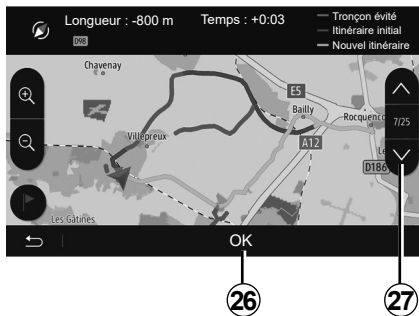 Longueur : -800 m Temps : +0:03
Tronçon évité
Itinéraire initial
Nouvel itinéraire
D98
Chavenay
E5
Bailly
Rocquenc
7/25
Villepreux
A12
Le
D186
Les Gâtines
OK
26
27